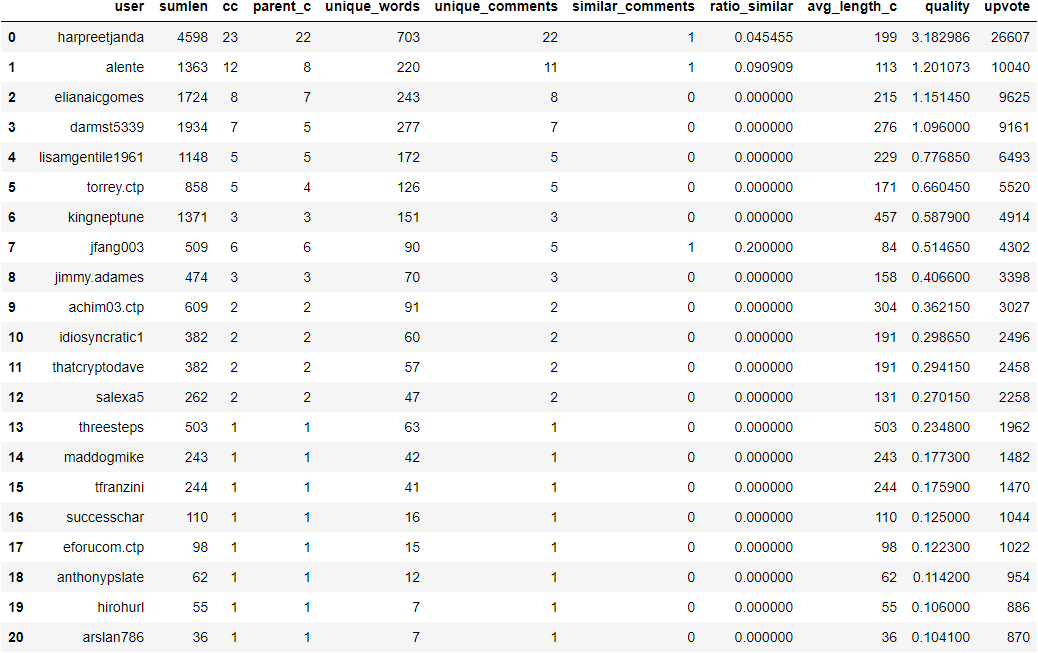 user sumlen cc parent_c unique_words unique_comments similar_comments ratio_similar avg_length_c quality upvote
0 harpreetjanda 4598 23 22 703 22 1 0.045455 199 3.182986 26607
1 alente 1363 12 8 220 11 1 0.090909 113 1.201073 10040
2 elianaicgomes 1724 8 7 243 8 0 0.000000 215 1.151450 9625
3 darmst5339 1934 7 5 277 7 0 0.000000 276 1.096000 9161
4 lisamgentile1961 1148 5 5 172 5 0 0.000000 229 0.776850 6493
5 torrey.ctp 858 5 4 126 5 0 0.000000 171 0.660450 5520
6 kingneptune 1371 3 3 151 3 0 0.000000 457 0.587900 4914
7 jfang003 509 6 6 90 5 1 0.200000 84 0.514650 4302
8 jimmy.adames 474 3 3 70 3 0 0.000000 158 0.406600 3398
9 achim03.ctp 609 2 2 91 2 0 0.000000 304 0.362150 3027
10 idiosyncratic1 382 2 2 60 2 0 0.000000 191 0.298650 2496
11 thatcryptodave 382 2 2 57 2 0 0.000000 191 0.294150 2458
12 salexa5 262 2 2 47 2 0 0.000000 131 0.270150 2258
13 threesteps 503 1 1 63 1 0 0.000000 503 0.234800 1962
14 maddogmike 243 1 1 42 1 0 0.000000 243 0.177300 1482
15 tfranzini 244 1 1 41 1 0 0.000000 244 0.175900 1470
16 successchar 110 1 1 16 1 0 0.000000 110 0.125000 1044
17 eforucom.ctp 98 1 1 15 1 0 0.000000 98 0.122300 1022
18 anthonypslate 62 1 1 12 1 0 0.000000 62 0.114200 954
19 hirohurl 55 1 1 7 1 0 0.000000 55 0.106000 886
20 arslan786 36 1 1 7 1 0 0.000000 36 0.104100 870